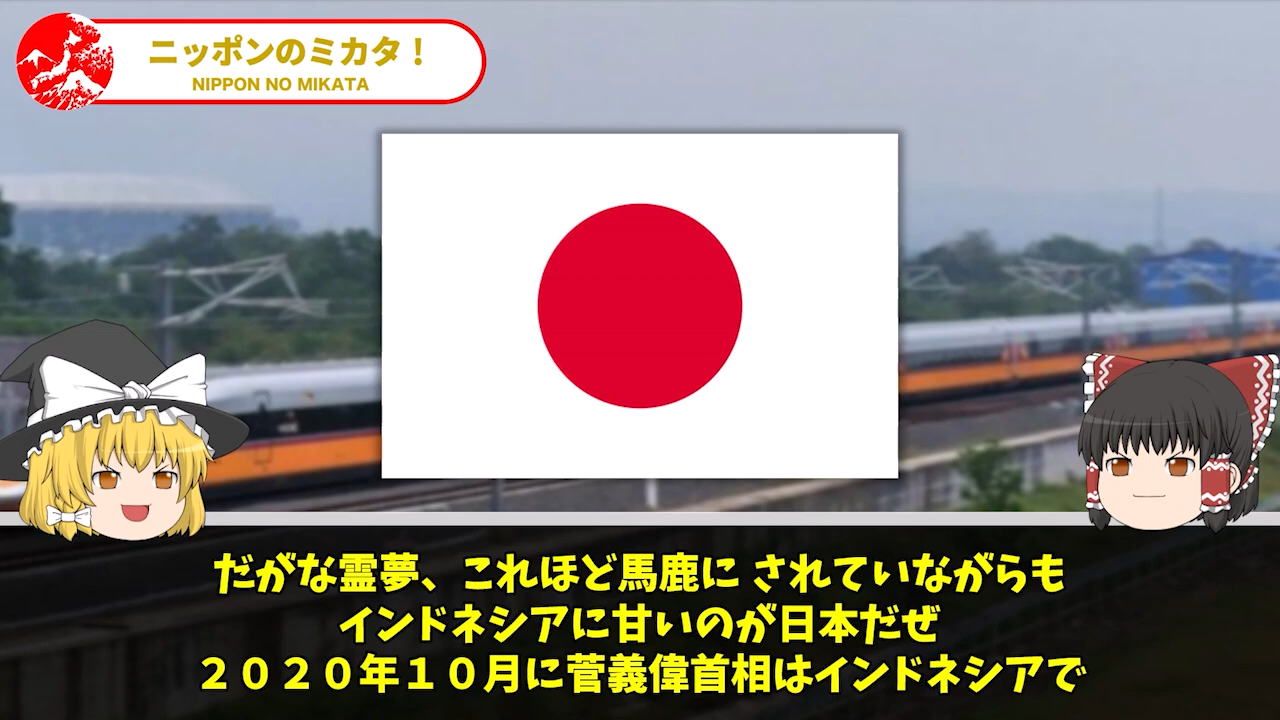 ニッポンのミカタ！
NIPPON NO MIKATA
だがな霊夢、これほど馬鹿に されていながらも
インドネシアに甘いのが日本だぜ
２０２０年１０月に菅義偉首相はインドネシアで